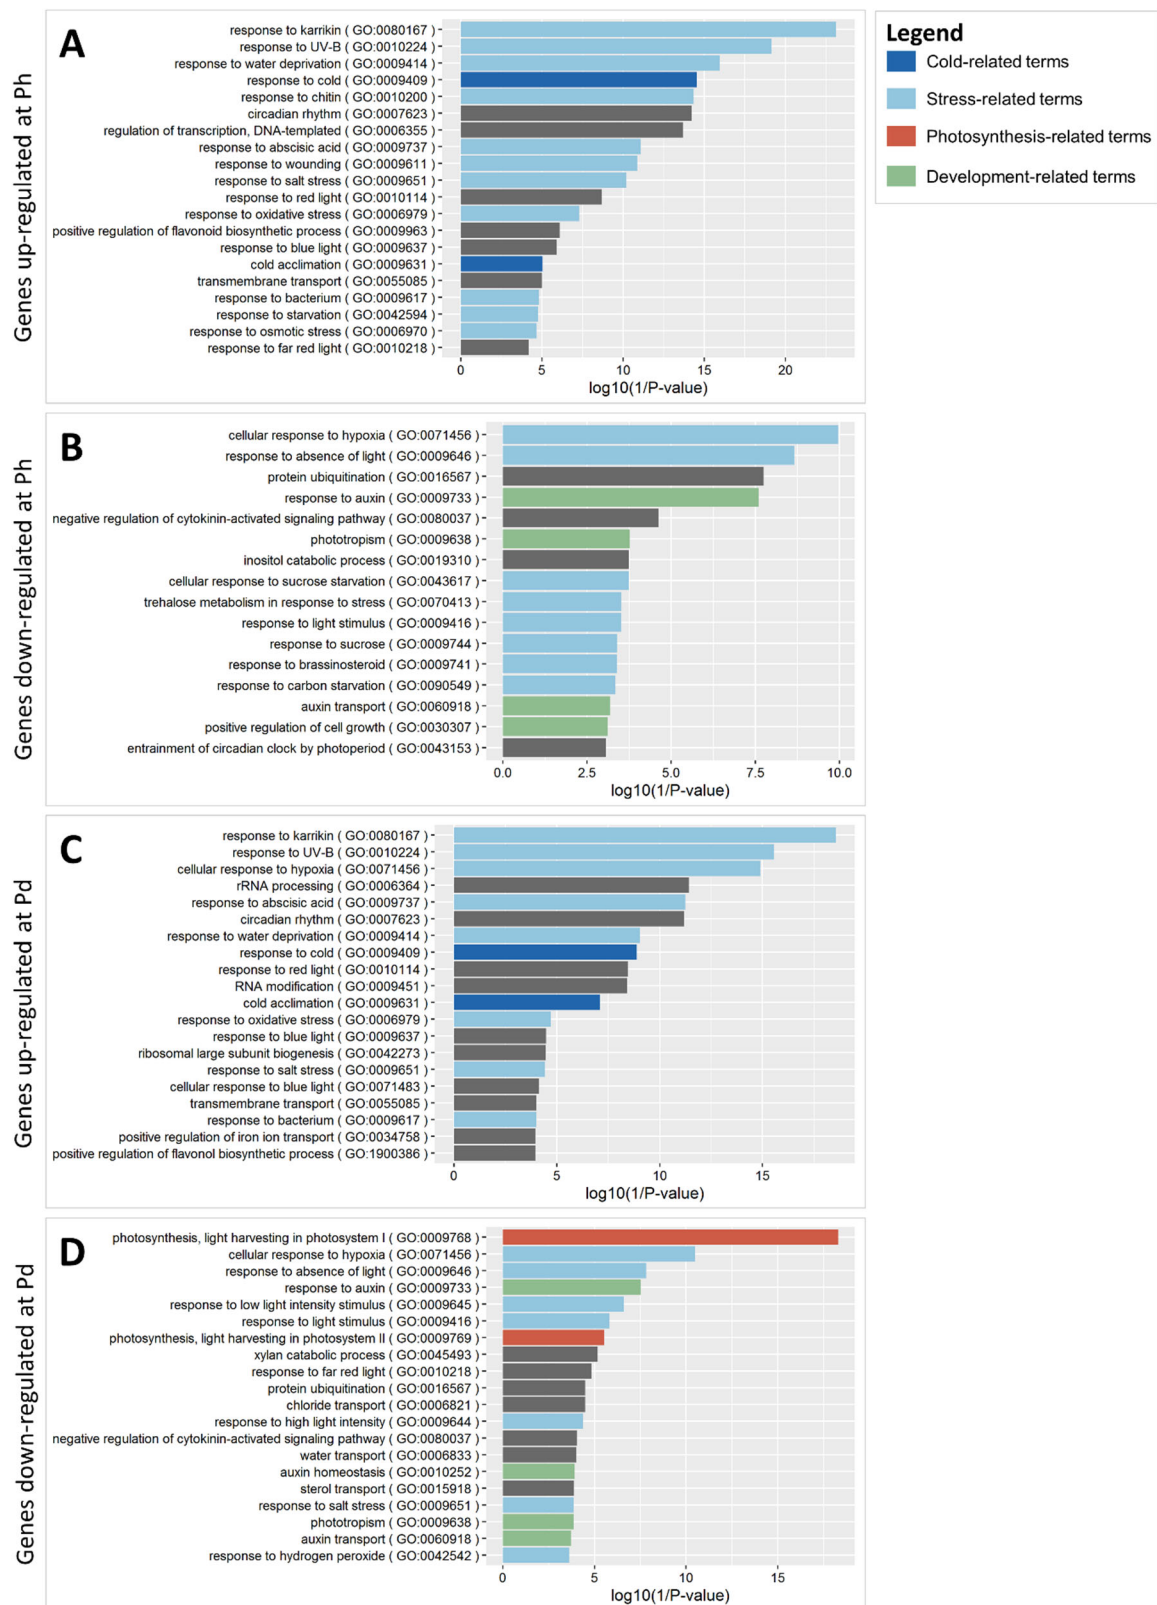 Genes up-regulated at Ph
A
response to karrikin ( GO:0080167 )
response to UV-B ( GO:0010224 )
response to water deprivation ( GO:0009414 )
response to cold ( GO:0009409 )
response to chitin ( GO:0010200 )
circadian rhythm ( GO:0007623 )
regulation of transcription, DNA-templated ( GO:0006355 )
response to abscisic acid ( GO:0009737 )
response to wounding ( GO:0009611 )
response to salt stress ( GO:0009651 )
response to red light ( GO:0010114 )
response to oxidative stress ( GO:0006979 )
positive regulation of flavonoid biosynthetic process ( GO:0009963 )
response to blue light ( GO:0009637 )
cold acclimation ( GO:0009631 )
transmembrane transport ( GO:0055085 )
response to bacterium ( GO:0009617 )
response to starvation ( GO:0042594 )
response to osmotic stress ( GO:0006970 )
response to far red light ( GO:0010218 )
0 5 10 15 20
log10(1/P-value)
Legend
Cold-related terms
Stress-related terms
Photosynthesis-related terms
Development-related terms
Genes down-regulated at Ph
B
cellular response to hypoxia ( GO:0071456 )
response to absence of light ( GO:0009646 )
protein ubiquitination ( GO:0016567 )
response to auxin ( GO:0009733 )
negative regulation of cytokinin-activated signaling pathway ( GO:0080037 )
phototropism ( GO:0009638 )
inositol catabolic process ( GO:0019310 )
cellular response to sucrose starvation ( GO:0043617 )
trehalose metabolism in response to stress ( GO:0070413 )
response to light stimulus ( GO:0009416 )
response to sucrose ( GO:0009744 )
response to brassinosteroid ( GO:0009741 )
response to carbon starvation ( GO:0090549 )
auxin transport ( GO:0060918 )
positive regulation of cell growth ( GO:0030307 )
entrainment of circadian clock by photoperiod ( GO:0043153 )
0.0 2.5 5.0 7.5 10.0
log10(1/P-value)
Genes up-regulated at Pd
C
response to karrikin ( GO:0080167 )
response to UV-B ( GO:0010224 )
cellular response to hypoxia ( GO:0071456 )
rRNA processing ( GO:0006364 )
response to abscisic acid ( GO:0009737 )
circadian rhythm ( GO:0007623 )
response to water deprivation ( GO:0009414 )
response to cold ( GO:0009409 )
response to red light ( GO:0010114 )
RNA modification ( GO:0009451 )
cold acclimation ( GO:0009631 )
response to oxidative stress ( GO:0006979 )
response to blue light ( GO:0009637 )
ribosomal large subunit biogenesis ( GO:0042273 )
response to salt stress ( GO:0009651 )
cellular response to blue light ( GO:0071483 )
transmembrane transport ( GO:0055085 )
response to bacterium ( GO:0009617 )
positive regulation of iron ion transport ( GO:0034758 )
positive regulation of flavonol biosynthetic process ( GO:1900386 )
0 5 10 15
log10(1/P-value)
Genes down-regulated at Pd
D
photosynthesis, light harvesting in photosystem I ( GO:0009768 )
cellular response to hypoxia ( GO:0071456 )
response to absence of light ( GO:0009646 )
response to auxin ( GO:0009733 )
response to low light intensity stimulus ( GO:0009645 )
response to light stimulus ( GO:0009416 )
photosynthesis, light harvesting in photosystem II ( GO:0009769 )
xylan catabolic process ( GO:0045493 )
response to far red light ( GO:0010218 )
protein ubiquitination ( GO:0016567 )
chloride transport ( GO:0006821 )
response to high light intensity ( GO:0009644 )
negative regulation of cytokinin-activated signaling pathway ( GO:0080037 )
water transport ( GO:0006833 )
auxin homeostasis ( GO:0010252 )
sterol transport ( GO:0015918 )
response to salt stress ( GO:0009651 )
phototropism ( GO:0009638 )
auxin transport ( GO:0060918 )
response to hydrogen peroxide ( GO:0042542 )
0 5 10 15
log10(1/P-value)